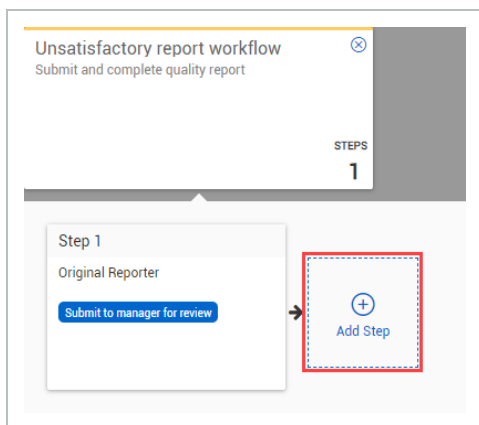 Unsatisfactory report workflow
Submit and complete quality report
STEPS
1
Step 1
Original Reporter
Submit to manager for review
Add Step